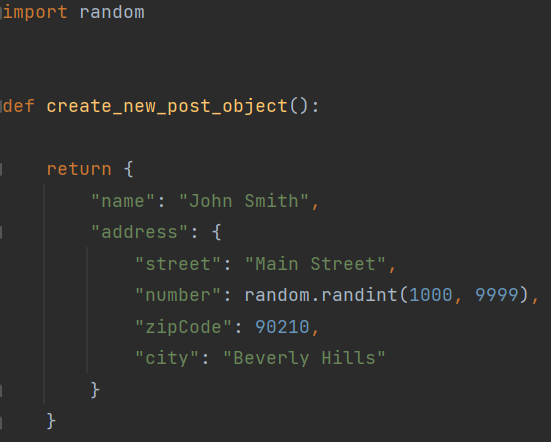 import random
def create_new_post_object():
    return {
        "name": "John Smith",
        "address": {
            "street": "Main Street",
            "number": random.randint(1000, 9999),
            "zipCode": 90210,
            "city": "Beverly Hills"
        }
    }